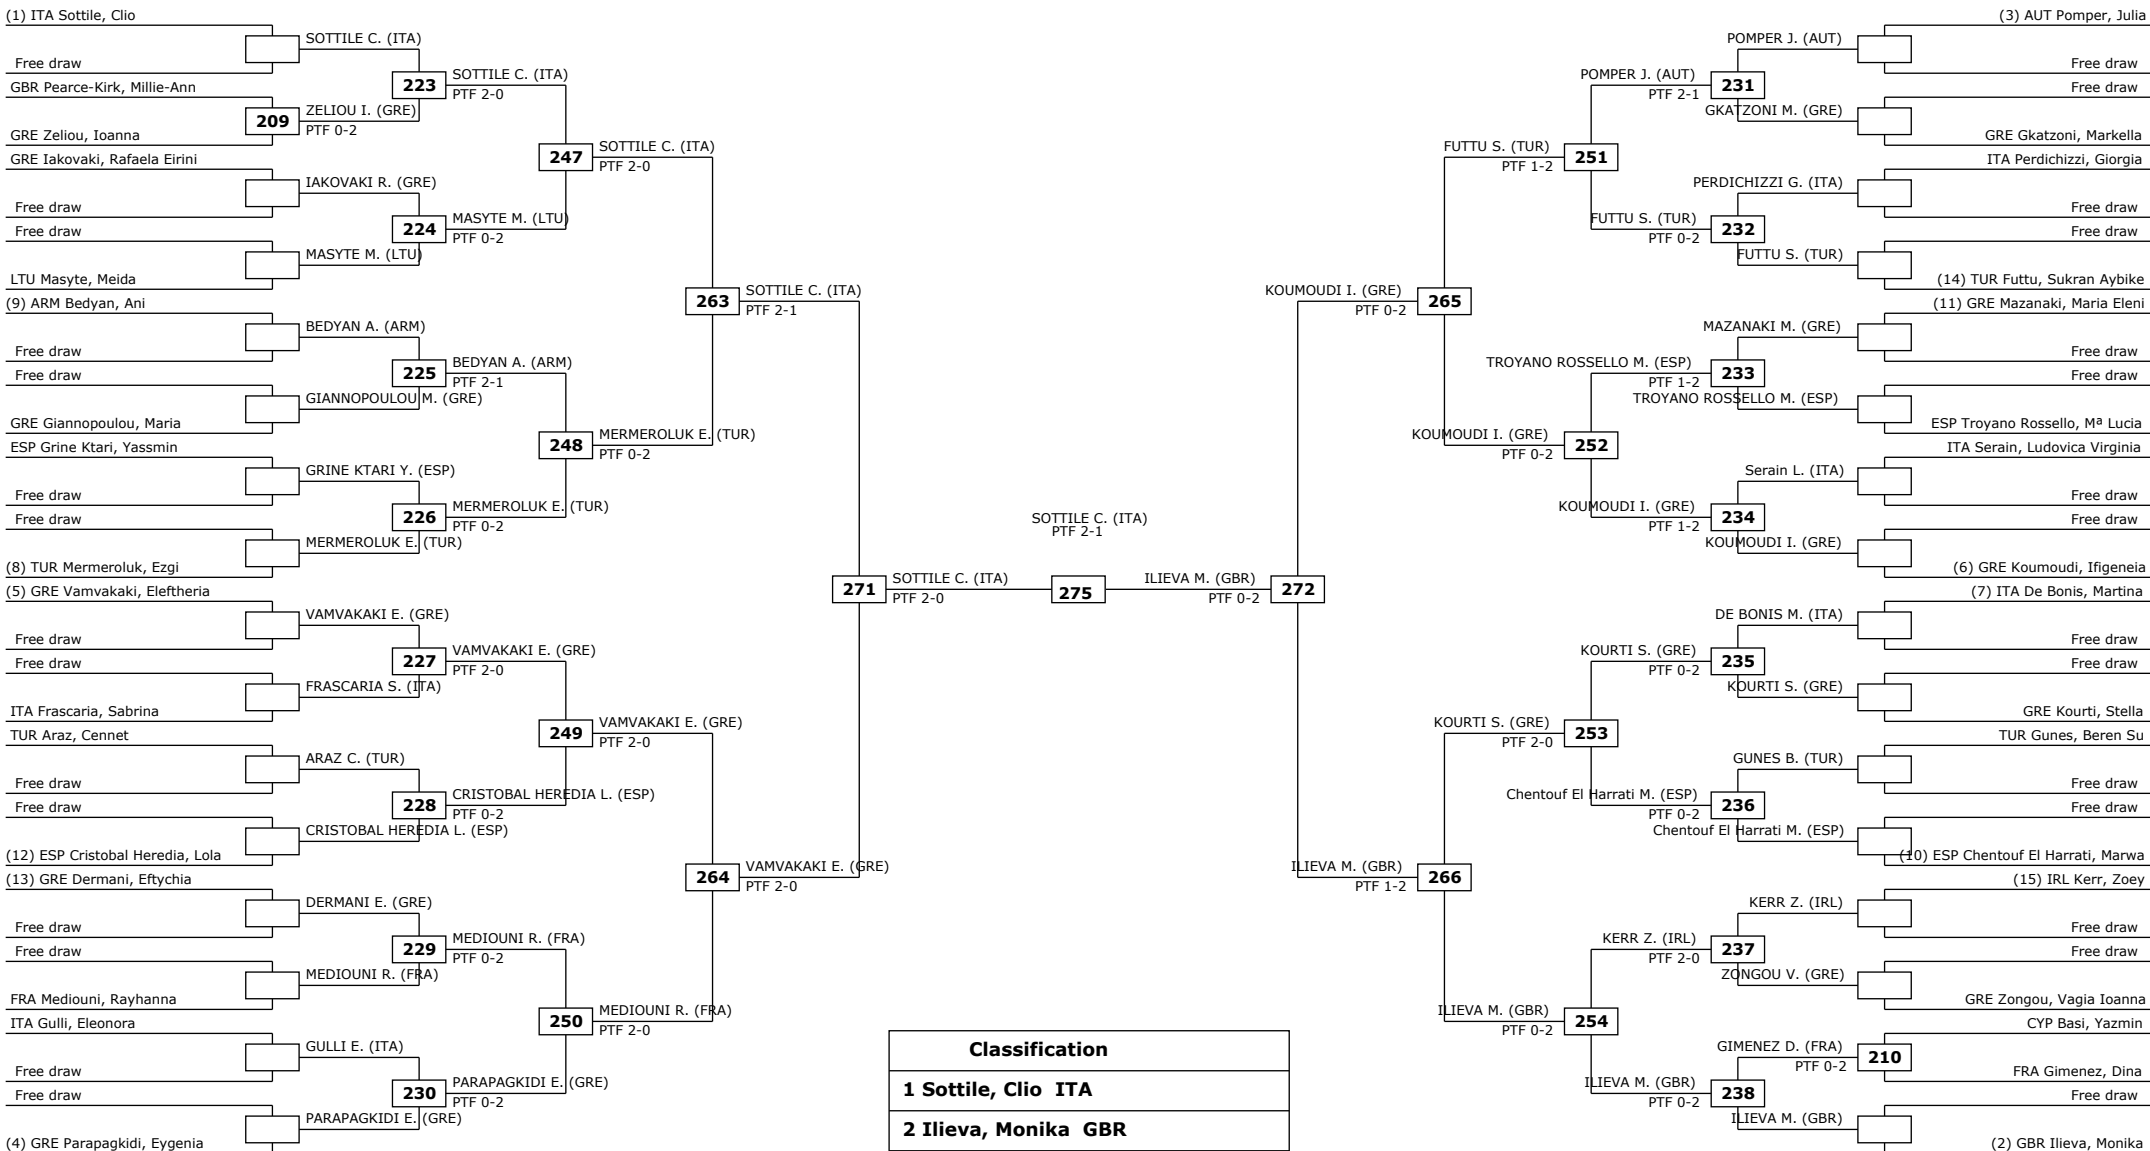 (1) ITA Sottile, Clio
SOTTILE C. (ITA)
Free draw
223
SOTTILE C. (ITA)
PTF 2-0
GBR Pearce-Kirk, Millie-Ann
209
ZELIOU I. (GRE)
PTF 0-2
GRE Zeliou, Ioanna
247
SOTTILE C. (ITA)
PTF 2-0
GRE Iakovaki, Rafaela Eirini
IAKOVAKI R. (GRE)
Free draw
224
MASYTE M. (LTU)
PTF 0-2
Free draw
MASYTE M. (LTU)
LTU Masyte, Meida
263
SOTTILE C. (ITA)
PTF 2-1
(9) ARM Bedyan, Ani
BEDYAN A. (ARM)
Free draw
225
BEDYAN A. (ARM)
PTF 2-1
Free draw
GIANNOPOULOU M. (GRE)
GRE Giannopoulou, Maria
248
MERMEROLUK E. (TUR)
PTF 0-2
ESP Grine Ktari, Yassmin
GRINE KTARI Y. (ESP)
Free draw
226
MERMEROLUK E. (TUR)
PTF 0-2
Free draw
MERMEROLUK E. (TUR)
(8) TUR Mermeroluk, Ezgi
271
SOTTILE C. (ITA)
PTF 2-0
(5) GRE Vamvakaki, Eleftheria
VAMVAKAKI E. (GRE)
Free draw
227
VAMVAKAKI E. (GRE)
PTF 2-0
Free draw
FRASCARIA S. (ITA)
ITA Frascaria, Sabrina
249
VAMVAKAKI E. (GRE)
PTF 2-0
TUR Araz, Cennet
ARAZ C. (TUR)
Free draw
228
CRISTOBAL HEREDIA L. (ESP)
PTF 0-2
Free draw
CRISTOBAL HEREDIA L. (ESP)
(12) ESP Cristobal Heredia, Lola
264
VAMVAKAKI E. (GRE)
PTF 2-0
(13) GRE Dermani, Eftychia
DERMANI E. (GRE)
Free draw
229
MEDIOUNI R. (FRA)
PTF 0-2
Free draw
MEDIOUNI R. (FRA)
FRA Mediouni, Rayhanna
250
MEDIOUNI R. (FRA)
PTF 2-0
ITA Gulli, Eleonora
GULLI E. (ITA)
Free draw
230
PARAPAGKIDI E. (GRE)
PTF 0-2
Free draw
PARAPAGKIDI E. (GRE)
(4) GRE Parapagkidi, Eygenia
SOTTILE C. (ITA)
PTF 2-1
275
(3) AUT Pomper, Julia
POMPER J. (AUT)
Free draw
POMPER J. (AUT)
PTF 2-1
231
Free draw
GKATZONI M. (GRE)
GRE Gkatzoni, Markella
FUTTU S. (TUR)
PTF 1-2
251
ITA Perdichizzi, Giorgia
PERDICHIZZI G. (ITA)
Free draw
FUTTU S. (TUR)
PTF 0-2
232
Free draw
FUTTU S. (TUR)
(14) TUR Futtu, Sukran Aybike
KOUMOUDI I. (GRE)
PTF 0-2
265
(11) GRE Mazanaki, Maria Eleni
MAZANAKI M. (GRE)
Free draw
TROYANO ROSSELLO M. (ESP)
PTF 1-2
233
Free draw
TROYANO ROSSELLO M. (ESP)
ESP Troyano Rossello, Mª Lucia
KOUMOUDI I. (GRE)
PTF 0-2
252
ITA Serain, Ludovica Virginia
Serain L. (ITA)
Free draw
KOUMOUDI I. (GRE)
PTF 1-2
234
Free draw
KOUMOUDI I. (GRE)
(6) GRE Koumoudi, Ifigeneia
ILIEVA M. (GBR)
PTF 0-2
272
(7) ITA De Bonis, Martina
DE BONIS M. (ITA)
Free draw
KOURTI S. (GRE)
PTF 0-2
235
Free draw
KOURTI S. (GRE)
GRE Kourti, Stella
KOURTI S. (GRE)
PTF 2-0
253
TUR Gunes, Beren Su
GUNES B. (TUR)
Free draw
Chentouf El Harrati M. (ESP)
PTF 0-2
236
Free draw
Chentouf El Harrati M. (ESP)
(10) ESP Chentouf El Harrati, Marwa
ILIEVA M. (GBR)
PTF 1-2
266
(15) IRL Kerr, Zoey
KERR Z. (IRL)
Free draw
KERR Z. (IRL)
PTF 2-0
237
Free draw
ZONGOU V. (GRE)
GRE Zongou, Vagia Ioanna
ILIEVA M. (GBR)
PTF 0-2
254
CYP Basi, Yazmin
GIMENEZ D. (FRA)
PTF 0-2
210
FRA Gimenez, Dina
ILIEVA M. (GBR)
PTF 0-2
238
Free draw
ILIEVA M. (GBR)
(2) GBR Ilieva, Monika
Classification
1 Sottile, Clio ITA
2 Ilieva, Monika GBR